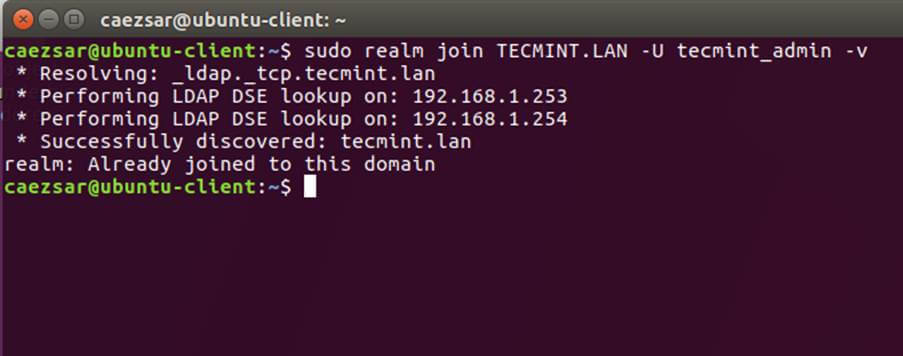 caezsar@ubuntu-client: ~
caezsar@ubuntu-client:~$ sudo realm join TECMINT.LAN -U tecmint_admin -v
* Resolving: _ldap._tcp.tecmint.lan
* Performing LDAP DSE lookup on: 192.168.1.253
* Performing LDAP DSE lookup on: 192.168.1.254
* Successfully discovered: tecmint.lan
realm: Already joined to this domain
caezsar@ubuntu-client:~$